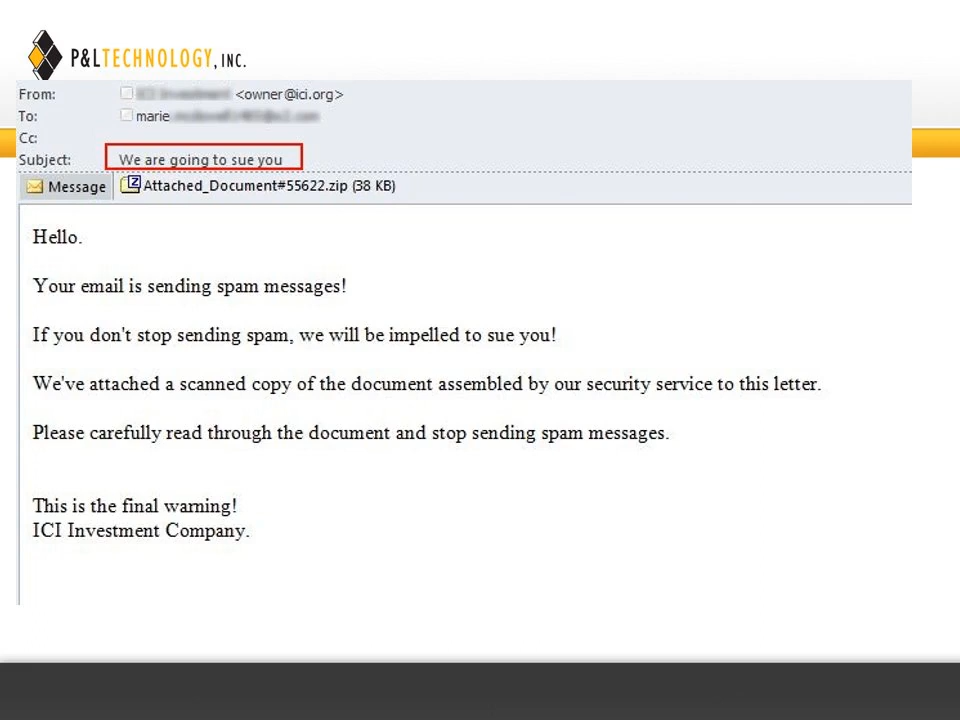 P&LTECHNOLOGY, INC.
From: <owner@ici.org>
To: marie
Cc:
Subject: We are going to sue you
Message Attached_Document#55622.zip (38 KB)
Hello.
Your email is sending spam messages!
If you don't stop sending spam, we will be impelled to sue you!
We've attached a scanned copy of the document assembled by our security service to this letter.
Please carefully read through the document and stop sending spam messages.
This is the final warning!
ICI Investment Company.